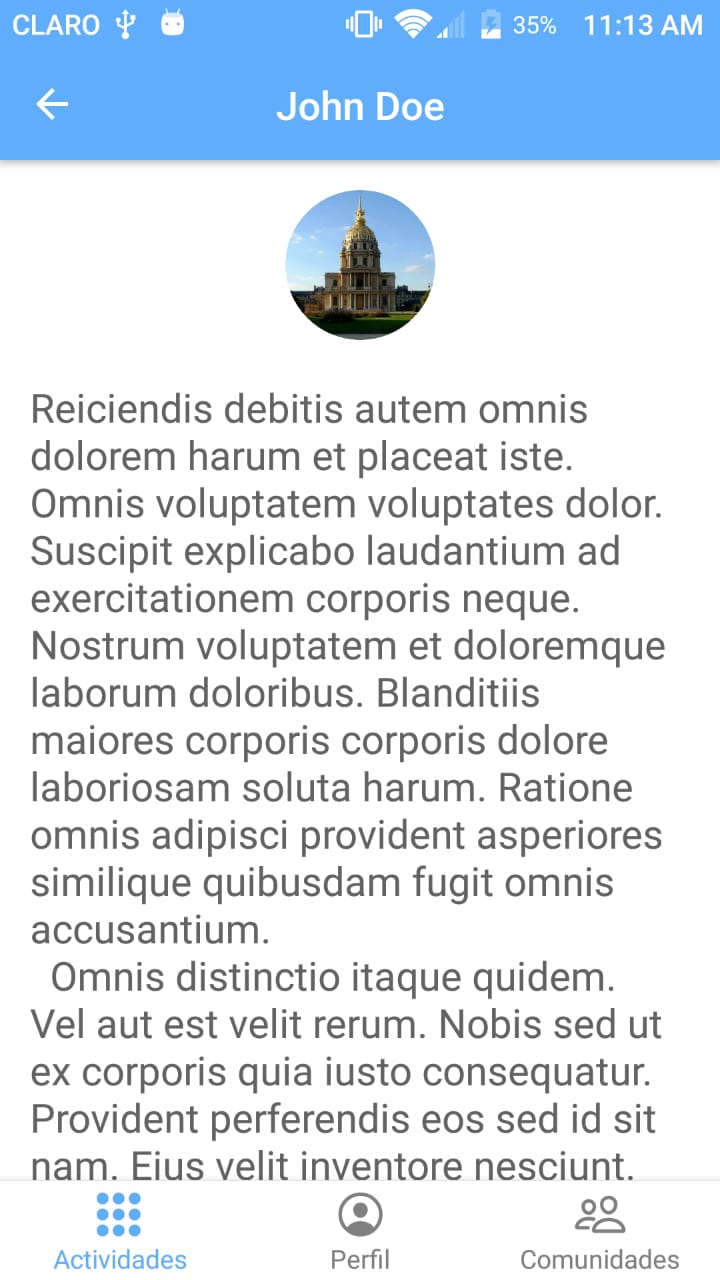 CLARO 35% 11:13 AM
John Doe
Reiciendis debitis autem omnis
dolorem harum et placeat iste.
Omnis voluptatem voluptates dolor.
Suscipit explicabo laudantium ad
exercitationem corporis neque.
Nostrum voluptatem et doloremque
laborum doloribus. Blanditiis
maiores corporis corporis dolore
laboriosam soluta harum. Ratione
omnis adipisci provident asperiores
similique quibusdam fugit omnis
accusantium.
Omnis distinctio itaque quidem.
Vel aut est velit rerum. Nobis sed ut
ex corporis quia iusto consequatur.
Provident perferendis eos sed id sit
nam. Eius velit inventore nesciunt.
Actividades Perfil Comunidades